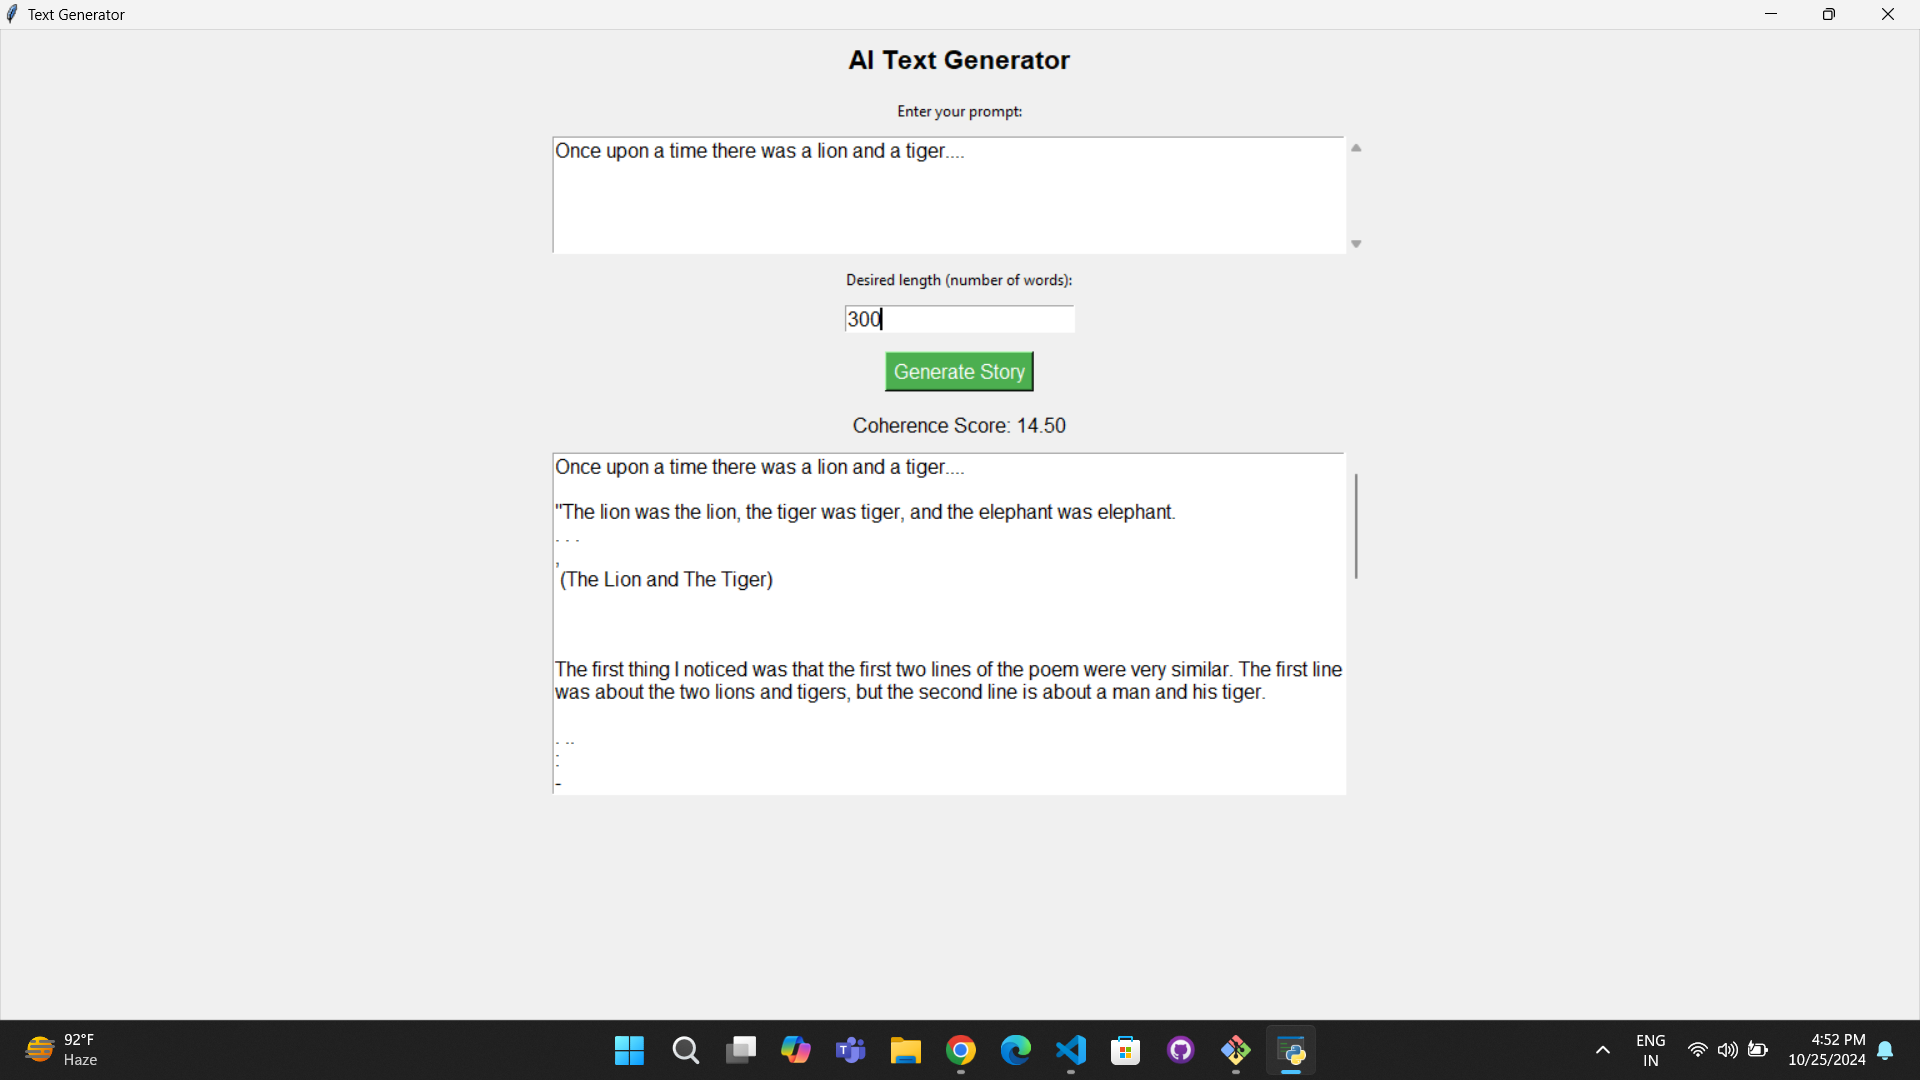 Text Generator
AI Text Generator
Enter your prompt:
Once upon a time there was a lion and a tiger....
Desired length (number of words):
300
Generate Story
Coherence Score: 14.50
Once upon a time there was a lion and a tiger....
"The lion was the lion, the tiger was tiger, and the elephant was elephant.
. . .
,
(The Lion and The Tiger)
The first thing I noticed was that the first two lines of the poem were very similar. The first line
was about the two lions and tigers, but the second line is about a man and his tiger.
. ..
:
-
92°F
Haze
ENG
IN
4:52 PM
10/25/2024